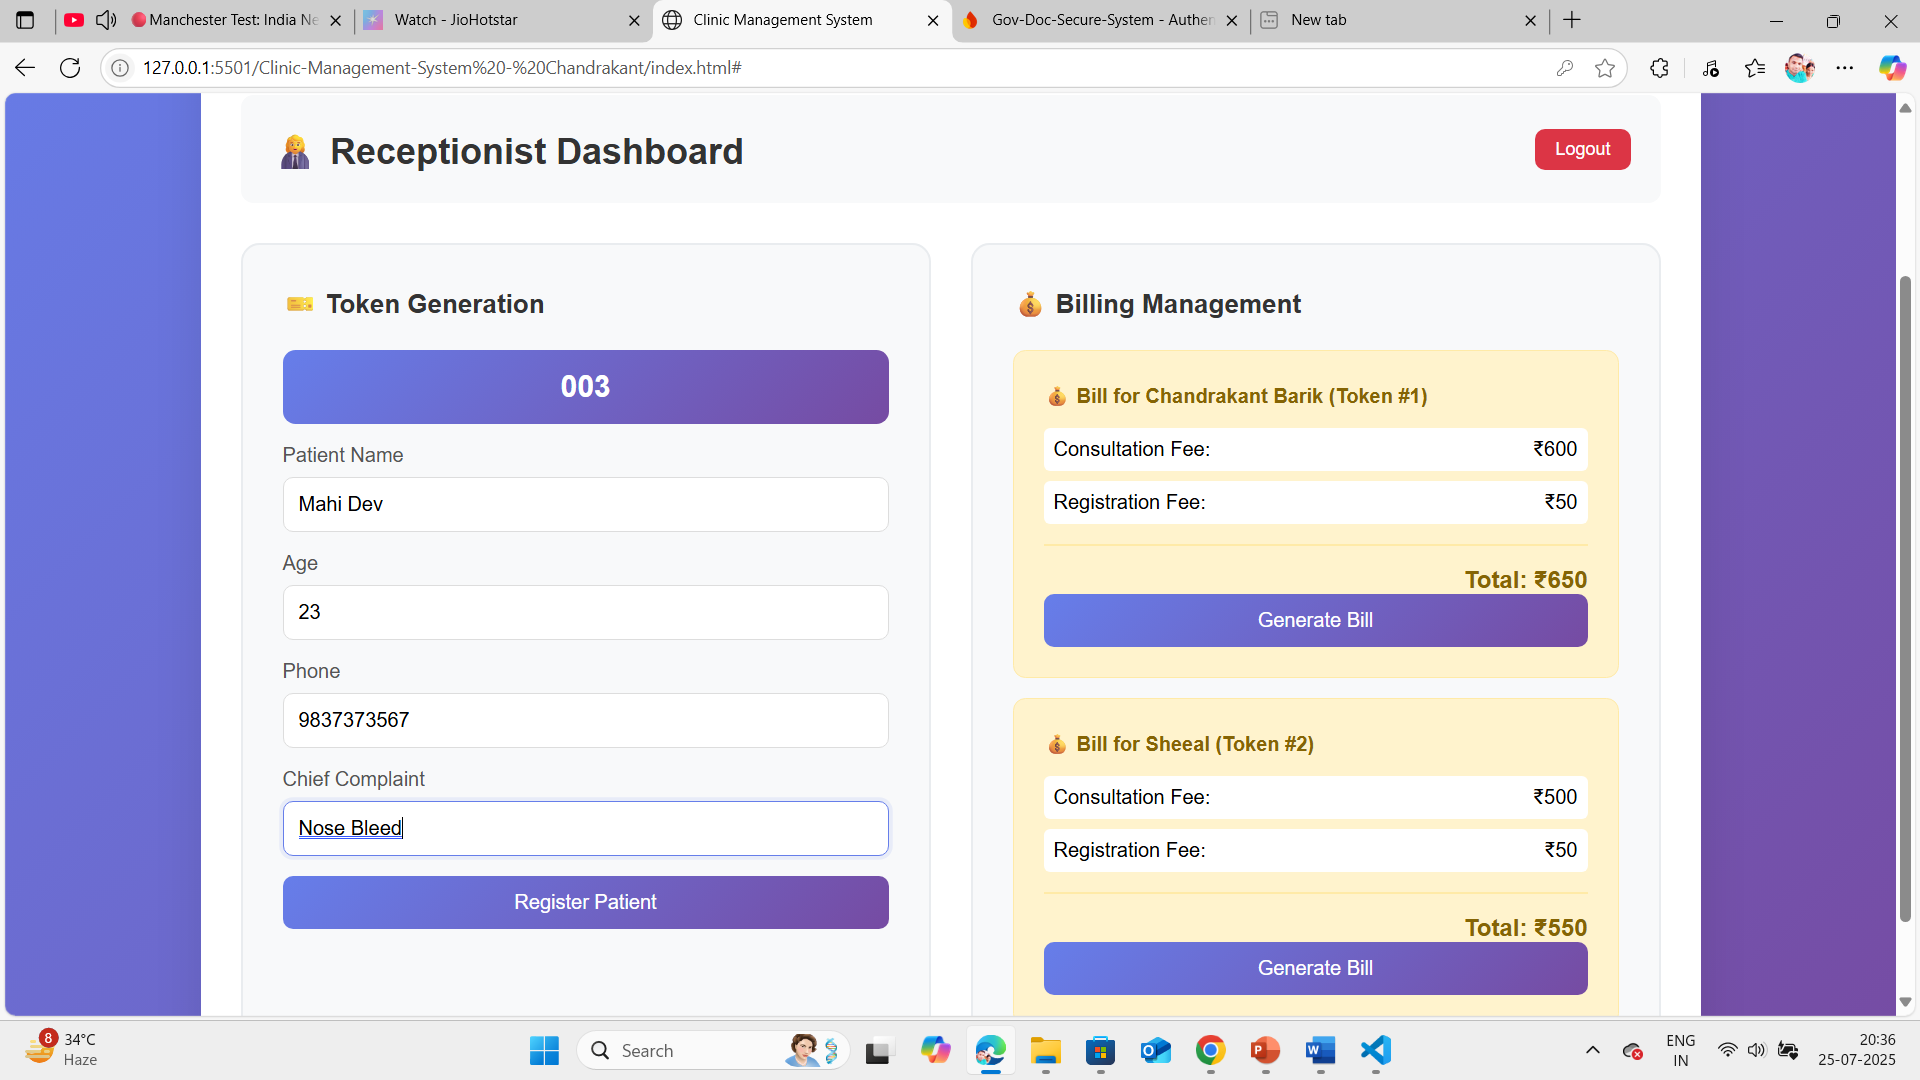 Manchester Test: India Ne
Watch - JioHotstar
Clinic Management System
Gov-Doc-Secure-System - Authen
New tab
127.0.0.1:5501/Clinic-Management-System%20-%20Chandrakant/index.html#
Receptionist Dashboard
Logout
Token Generation
003
Patient Name
Mahi Dev
Age
23
Phone
9837373567
Chief Complaint
Nose Bleed
Register Patient
Billing Management
Bill for Chandrakant Barik (Token #1)
Consultation Fee: ₹600
Registration Fee: ₹50
Total: ₹650
Generate Bill
Bill for Sheeal (Token #2)
Consultation Fee: ₹500
Registration Fee: ₹50
Total: ₹550
Generate Bill
8
34°C
Haze
Search
ENG
IN
20:36
25-07-2025